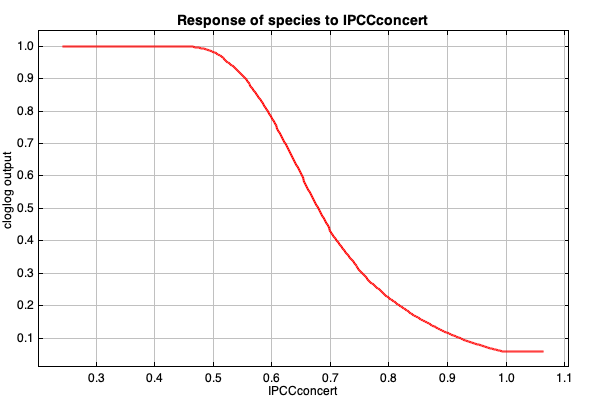 Response of species to IPCCconcert
cloglog output
1.0
0.9
0.8
0.7
0.6
0.5
0.4
0.3
0.2
0.1
0.3 0.4 0.5 0.6 0.7 0.8 0.9 1.0 1.1
IPCCconcert